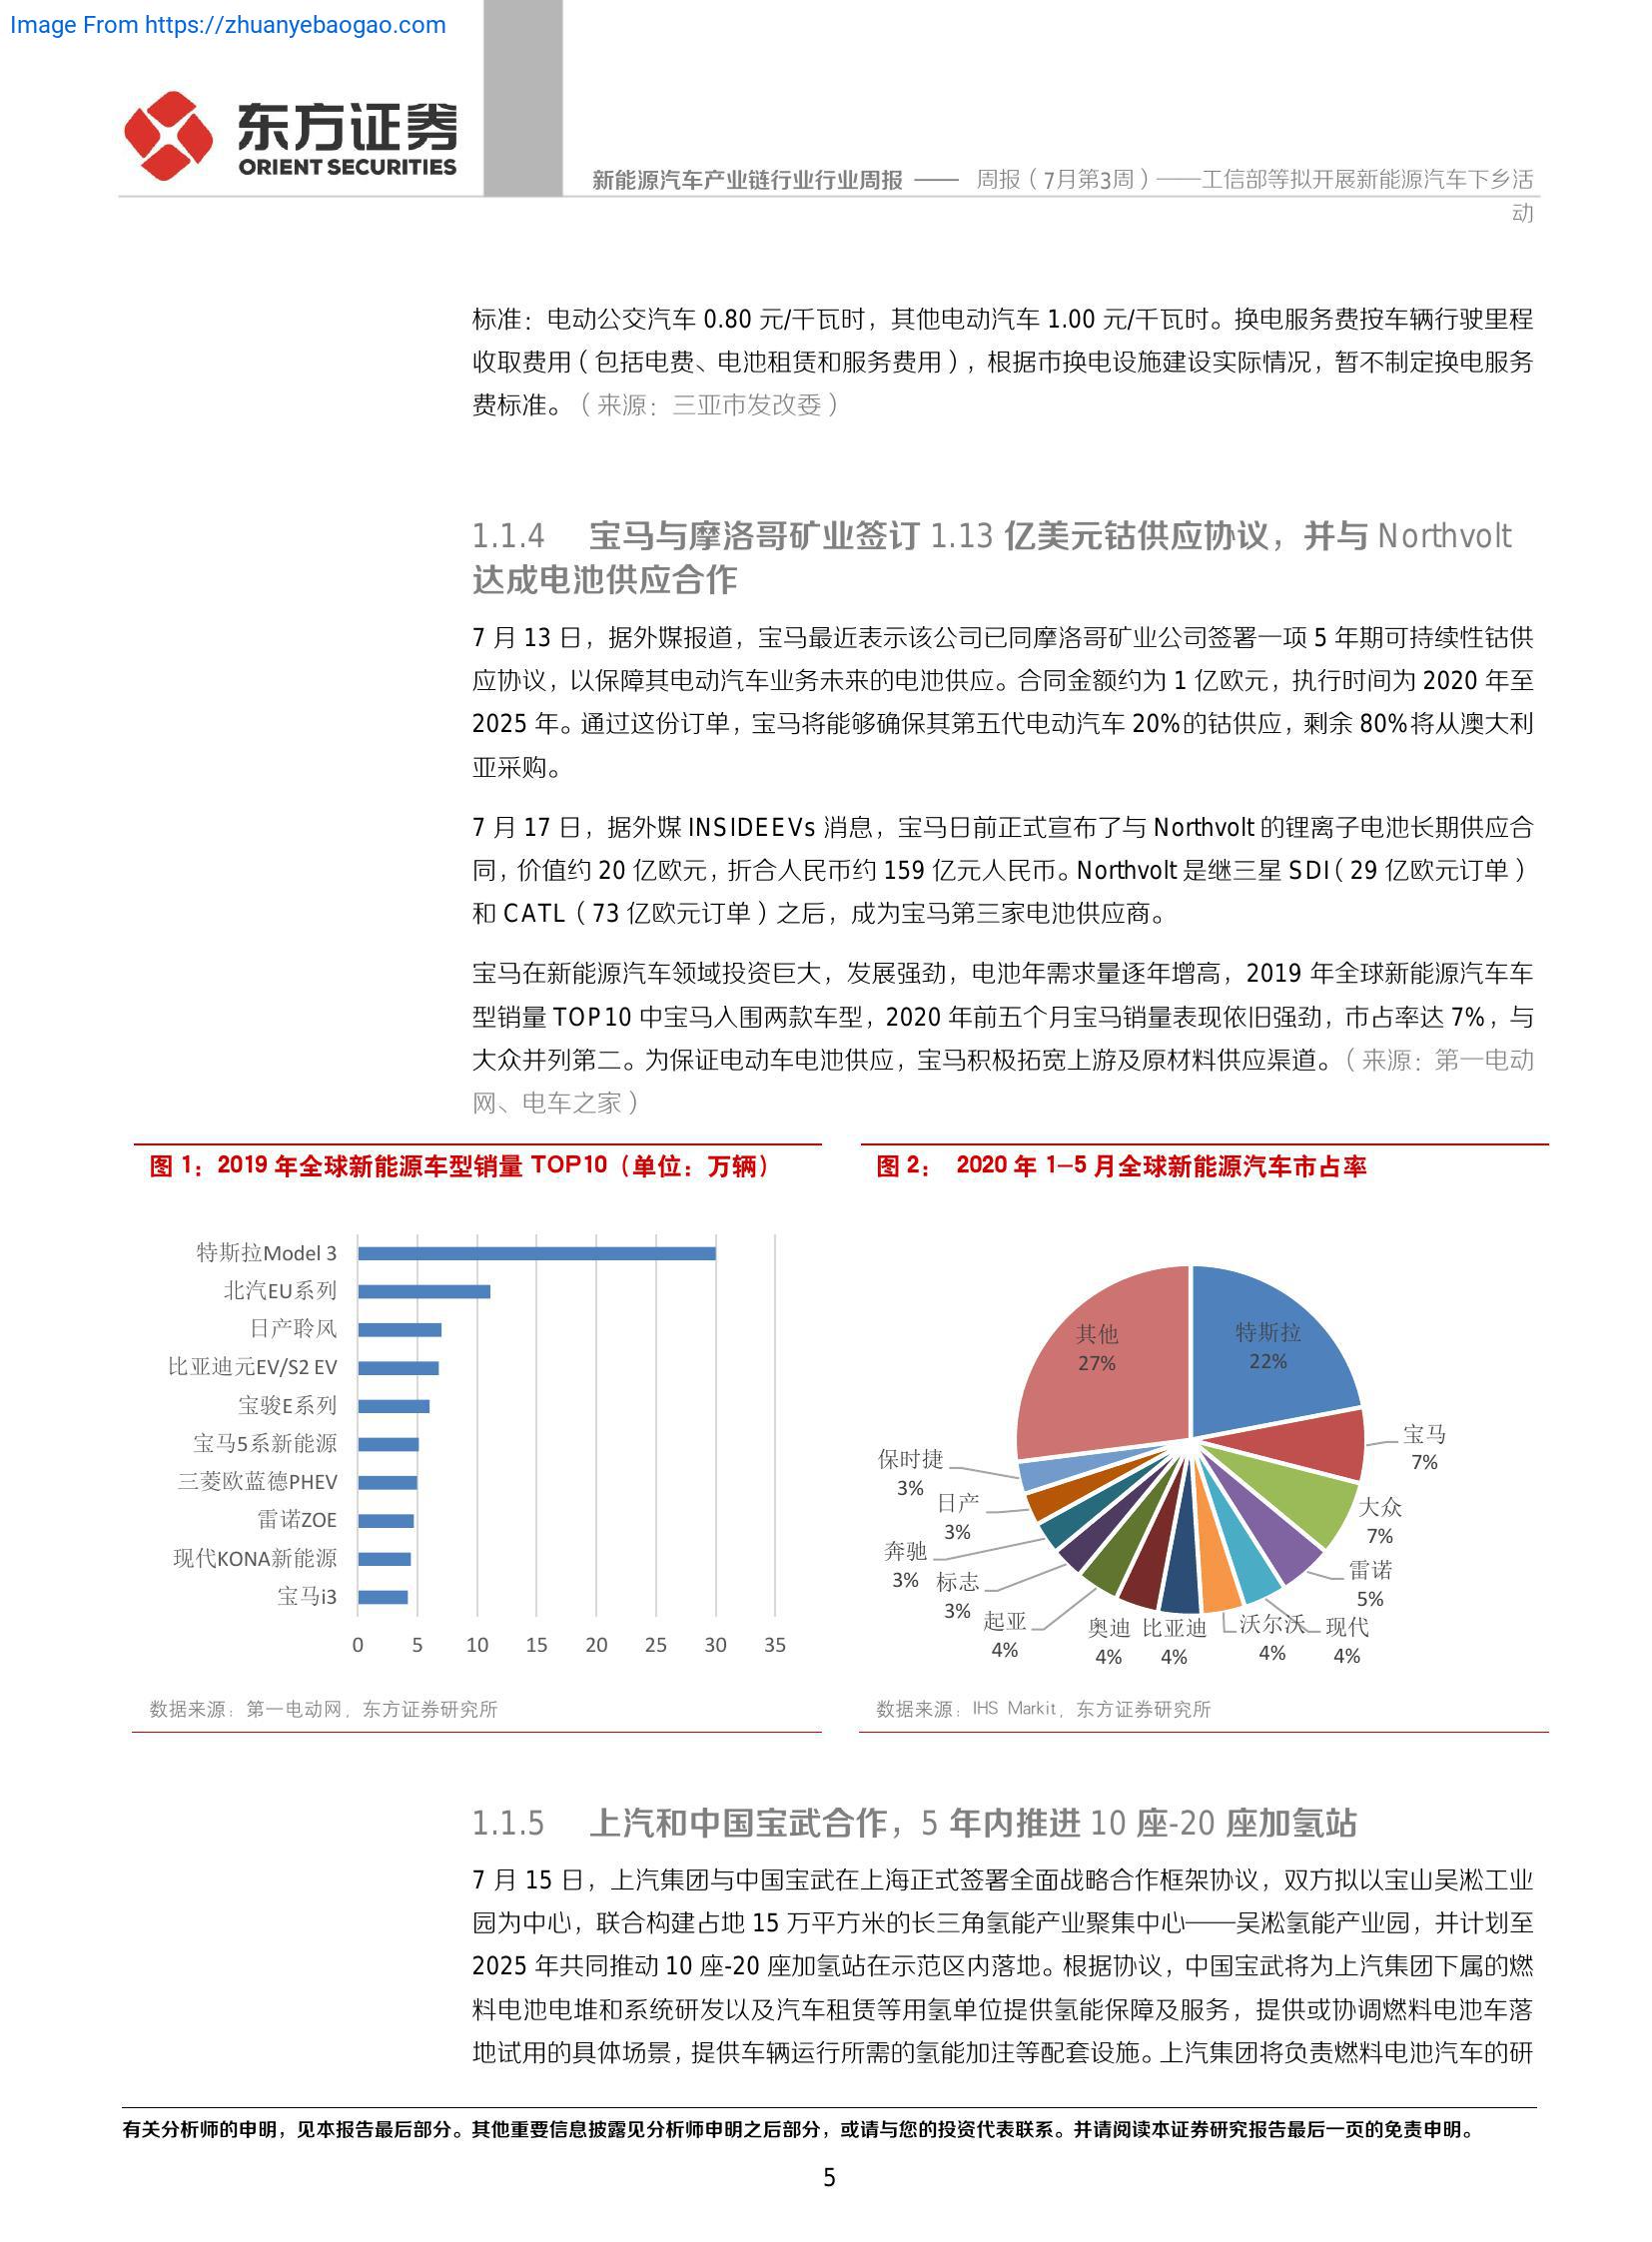 Image From https://zhuanyebaogao.com
东方证券
ORIENT SECURITIES
新能源汽车产业链行业行业周报 —— 周报（7月第3周）——工信部等拟开展新能源汽车下乡活
动
标准：电动公交汽车 0.80 元/千瓦时，其他电动汽车 1.00 元/千瓦时。换电服务费按车辆行驶里程
收取费用（包括电费、电池租赁和服务费用），根据市换电设施建设实际情况，暂不制定换电服务
费标准。（来源：三亚市发改委）
1.1.4 宝马与摩洛哥矿业签订 1.13 亿美元钴供应协议，并与 Northvolt
达成电池供应合作
7 月 13 日，据外媒报道，宝马最近表示该公司已同摩洛哥矿业公司签署一项 5 年期可持续性钴供
应协议，以保障其电动汽车业务未来的电池供应。合同金额约为 1 亿欧元，执行时间为 2020 年至
2025 年。通过这份订单，宝马将能够确保其第五代电动汽车 20%的钴供应，剩余 80%将从澳大利
亚采购。
7 月 17 日，据外媒 INSIDEEVs 消息，宝马日前正式宣布了与 Northvolt 的锂离子电池长期供应合
同，价值约 20 亿欧元，折合人民币约 159 亿元人民币。Northvolt 是继三星 SDI（29 亿欧元订单）
和 CATL（73 亿欧元订单）之后，成为宝马第三家电池供应商。
宝马在新能源汽车领域投资巨大，发展强劲，电池年需求量逐年增高，2019 年全球新能源汽车车
型销量 TOP10 中宝马入围两款车型，2020 年前五个月宝马销量表现依旧强劲，市占率达 7%，与
大众并列第二。为保证电动车电池供应，宝马积极拓宽上游及原材料供应渠道。（来源：第一电动
网、电车之家）
图 1：2019 年全球新能源车型销量 TOP10（单位：万辆）
特斯拉Model 3
北汽EU系列
日产聆风
比亚迪元EV/S2 EV
宝骏E系列
宝马5系新能源
三菱欧蓝德PHEV
雷诺ZOE
现代KONA新能源
宝马i3
0 5 10 15 20 25 30 35
数据来源：第一电动网，东方证券研究所
图 2： 2020 年 1–5 月全球新能源汽车市占率
特斯拉
22%
宝马
7%
大众
7%
雷诺
5%
现代
4%
沃尔沃
4%
比亚迪
4%
奥迪
4%
起亚
4%
标志
3%
奔驰
3%
日产
3%
保时捷
3%
其他
27%
数据来源：IHS Markit，东方证券研究所
1.1.5 上汽和中国宝武合作，5 年内推进 10 座-20 座加氢站
7 月 15 日，上汽集团与中国宝武在上海正式签署全面战略合作框架协议，双方拟以宝山吴淞工业
园为中心，联合构建占地 15 万平方米的长三角氢能产业聚集中心——吴淞氢能产业园，并计划至
2025 年共同推动 10 座-20 座加氢站在示范区内落地。根据协议，中国宝武将为上汽集团下属的燃
料电池电堆和系统研发以及汽车租赁等用氢单位提供氢能保障及服务，提供或协调燃料电池车落
地试用的具体场景，提供车辆运行所需的氢能加注等配套设施。上汽集团将负责燃料电池汽车的研
有关分析师的申明，见本报告最后部分。其他重要信息披露见分析师申明之后部分，或请与您的投资代表联系。并请阅读本证券研究报告最后一页的免责申明。
5